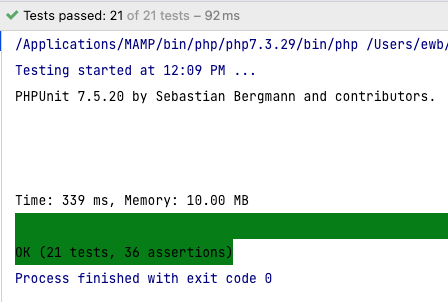 Tests passed: 21 of 21 tests – 92 ms
/Applications/MAMP/bin/php/php7.3.29/bin/php /Users/ewb/
Testing started at 12:09 PM ...
PHPUnit 7.5.20 by Sebastian Bergmann and contributors.
Time: 339 ms, Memory: 10.00 MB
OK (21 tests, 36 assertions)
Process finished with exit code 0